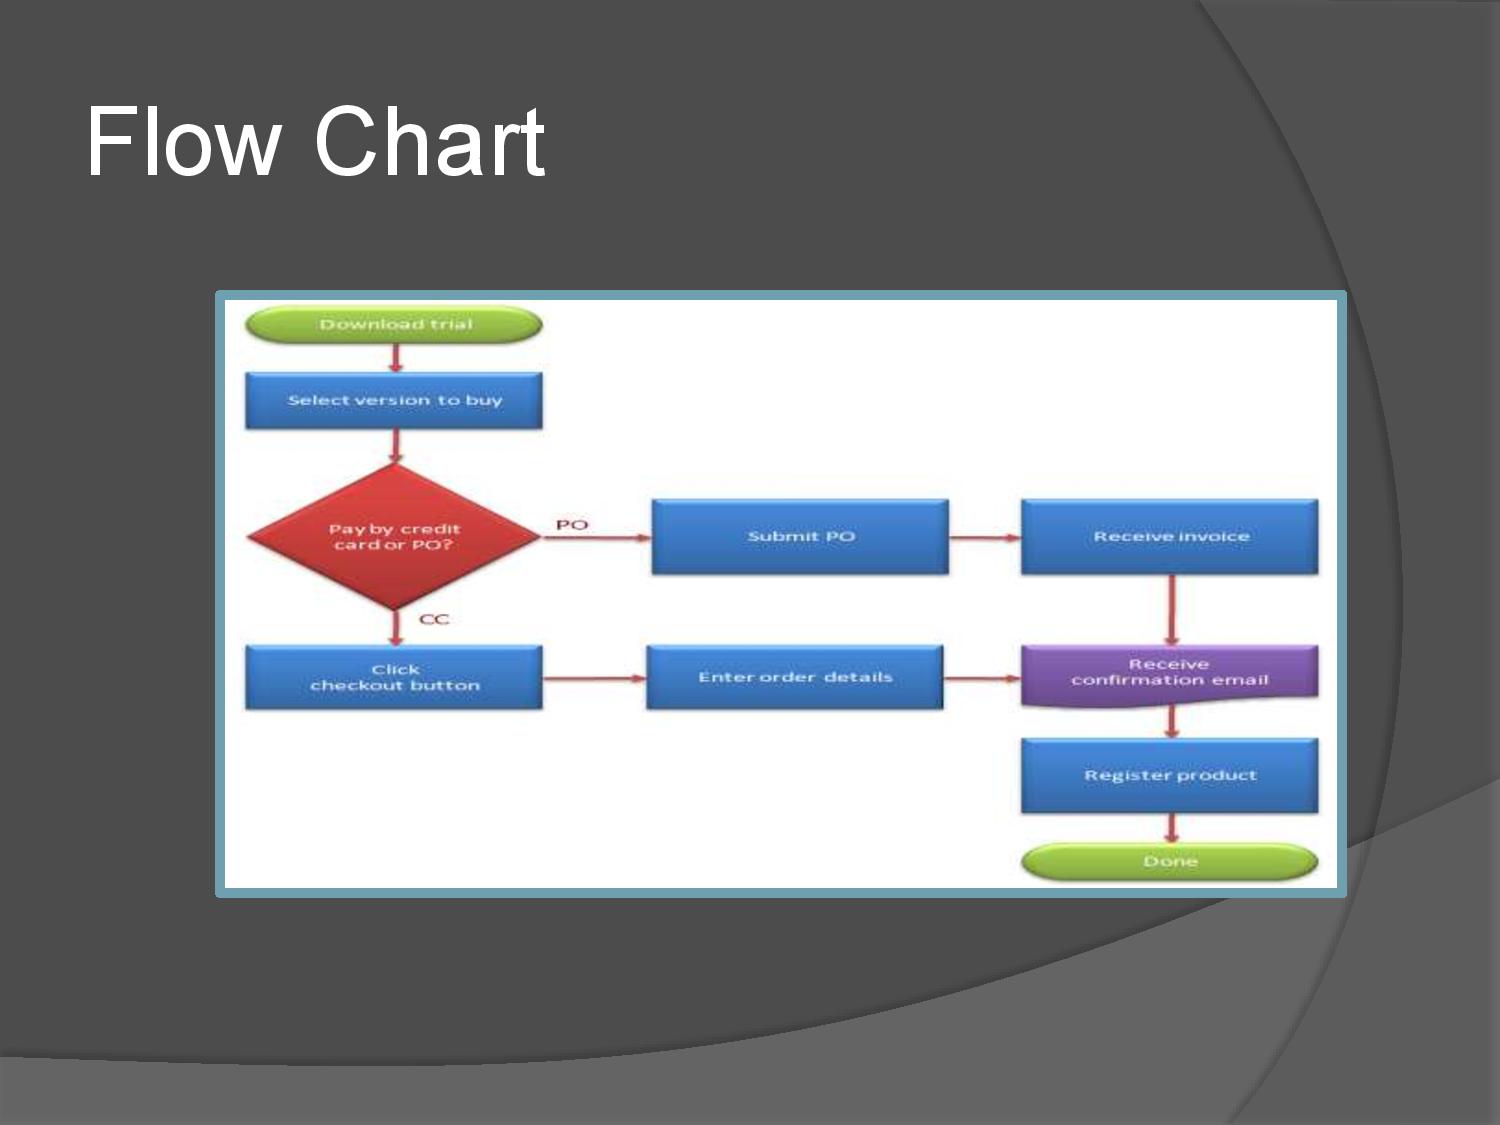 Flow Chart
Download trial
Select version to buy
Pay by credit
card or PO?
PO
Submit PO
Receive invoice
CC
Click
checkout button
Enter order details
Receive
confirmation email
Register product
Done